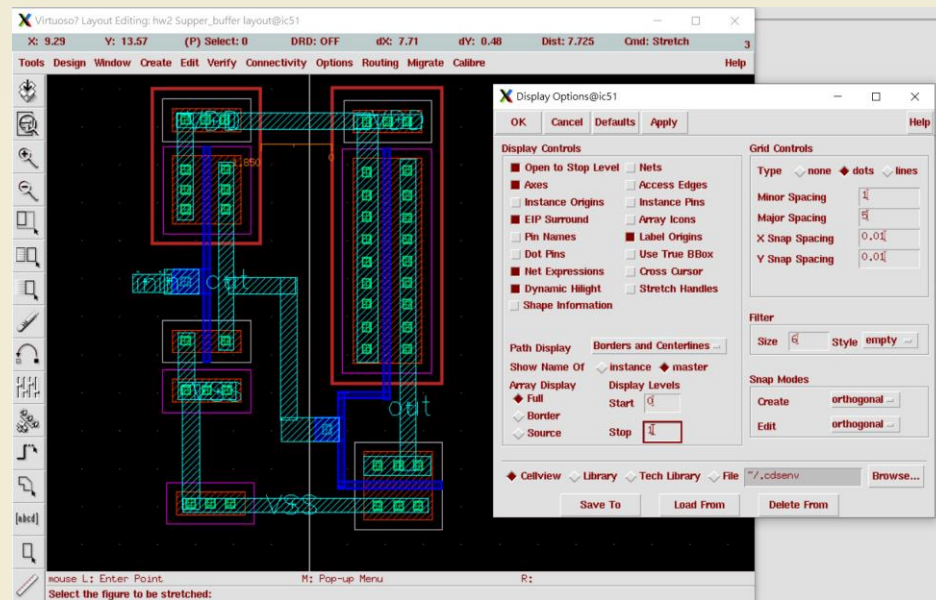 Virtuoso? Layout Editing: hw2 Supper_buffer layout@ic51
X: 9.29 Y: 13.57 (P) Select: 0 DRD: OFF dX: 7.71 dY: 0.48 Dist: 7.725 Cmd: Stretch 3
Tools Design Window Create Edit Verify Connectivity Options Routing Migrate Calibre Help
0
out
out
VSS
[abcd]
mouse L: Enter Point M: Pop-up Menu R:
Select the figure to be stretched:
Display Options@ic51
OK Cancel Defaults Apply Help
Display Controls
Open to Stop Level Nets
Axes Access Edges
Instance Origins Instance Pins
EIP Surround Array Icons
Pin Names Label Origins
Dot Pins Use True BBox
Net Expressions Cross Cursor
Dynamic Hilight Stretch Handles
Shape Information
Path Display Borders and Centerlines
Show Name Of instance master
Array Display Display Levels
Full Start 0
Border
Source Stop 1
Grid Controls
Type none dots lines
Minor Spacing 1
Major Spacing 5
X Snap Spacing 0.01
Y Snap Spacing 0.01
Filter
Size 6 Style empty
Snap Modes
Create orthogonal
Edit orthogonal
Cellview Library Tech Library File ~/.cdsenv Browse...
Save To Load From Delete From